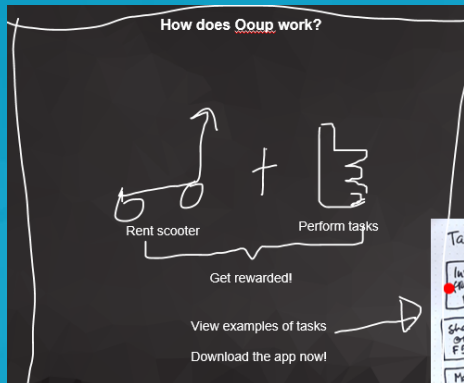 How does Ooup work?
Rent scooter
Perform tasks
Get rewarded!
View examples of tasks
Download the app now!